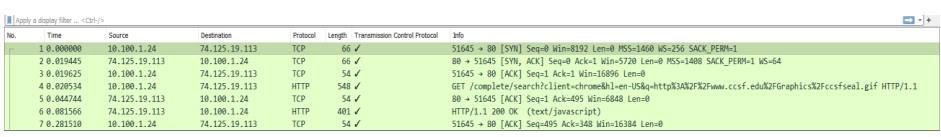 Apply a display filter ... <Ctrl-/>
No. Time Source Destination Protocol Length Transmission Control Protocol Info
1 0.000000 10.100.1.24 74.125.19.113 TCP 66 ✓ 51645 → 80 [SYN] Seq=0 Win=8192 Len=0 MSS=1460 WS=256 SACK_PERM=1
2 0.019445 74.125.19.113 10.100.1.24 TCP 66 ✓ 80 → 51645 [SYN, ACK] Seq=0 Ack=1 Win=5720 Len=0 MSS=1408 SACK_PERM=1 WS=64
3 0.019625 10.100.1.24 74.125.19.113 TCP 54 ✓ 51645 → 80 [ACK] Seq=1 Ack=1 Win=16896 Len=0
4 0.020534 10.100.1.24 74.125.19.113 HTTP 548 ✓ GET /complete/search?client=chrome&hl=en-US&q=http%3A%2F%2Fwww.ccsf.edu%2FGraphics%2Fccsfseal.gif HTTP/1.1
5 0.044744 74.125.19.113 10.100.1.24 TCP 54 ✓ 80 → 51645 [ACK] Seq=1 Ack=495 Win=6848 Len=0
6 0.081566 74.125.19.113 10.100.1.24 HTTP 401 ✓ HTTP/1.1 200 OK (text/javascript)
7 0.281510 10.100.1.24 74.125.19.113 TCP 54 ✓ 51645 → 80 [ACK] Seq=495 Ack=348 Win=16384 Len=0